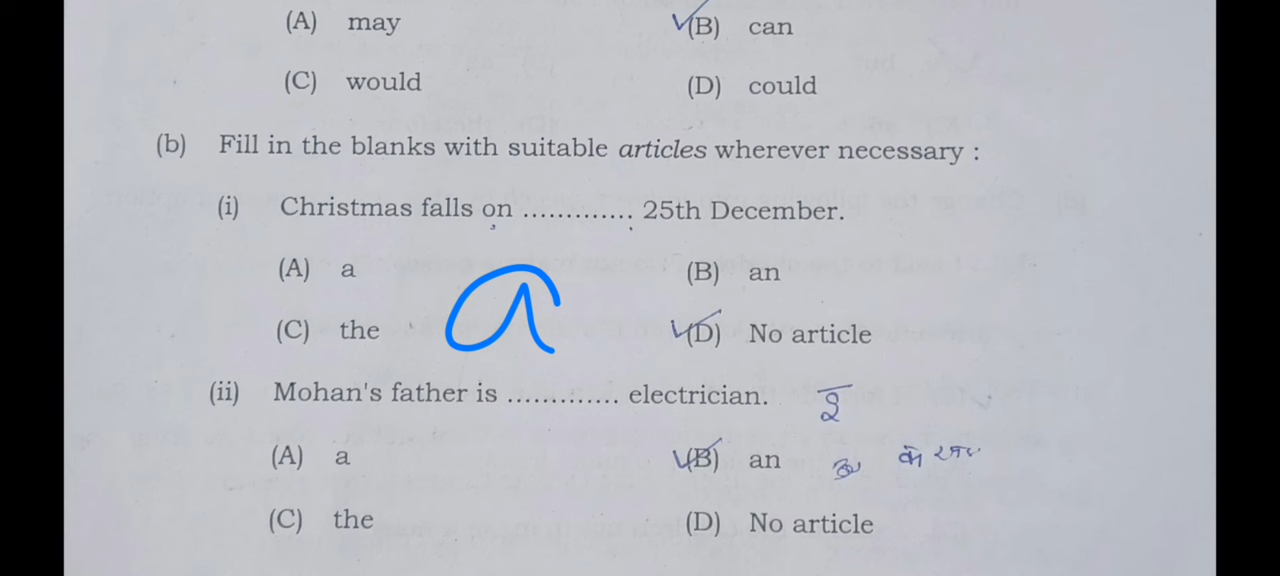 (A) may (B) can
(C) would (D) could
(b) Fill in the blanks with suitable articles wherever necessary :
(i) Christmas falls on ............. 25th December.
(A) a (B) an
(C) the (D) No article
(ii) Mohan's father is ............. electrician.
(A) a (B) an
(C) the (D) No article